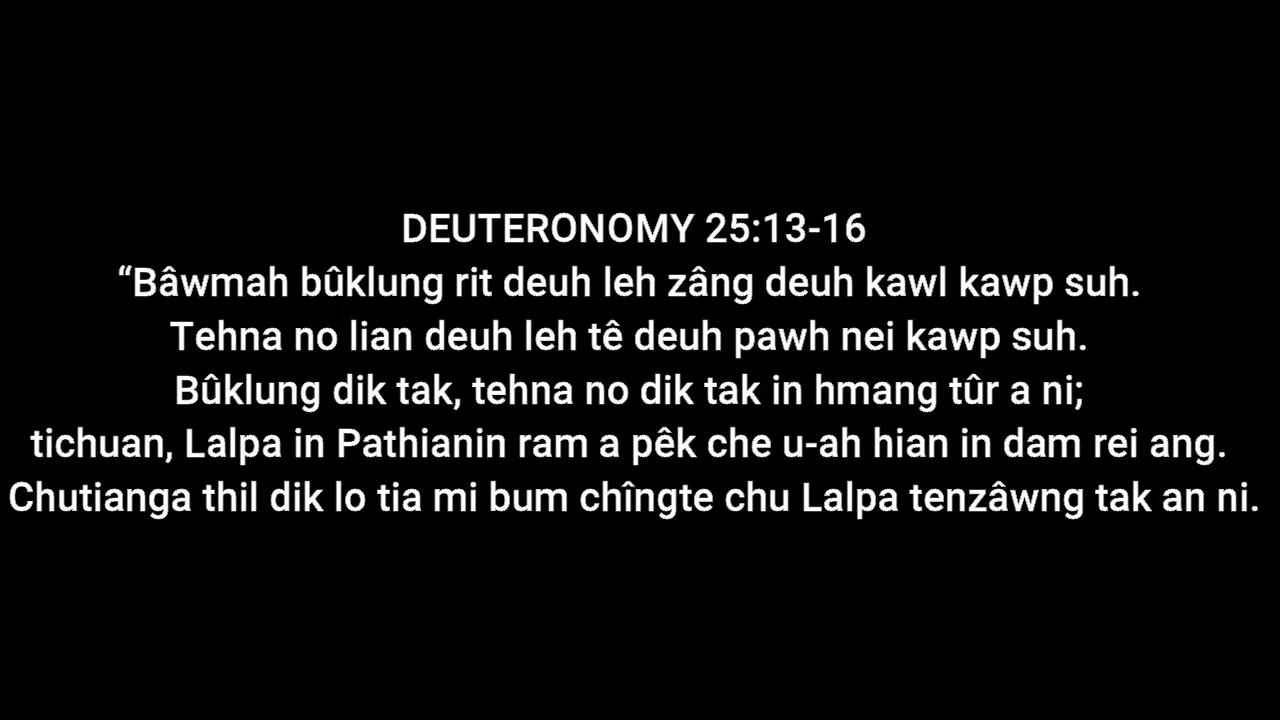 DEUTERONOMY 25:13-16
“Bâwmah bûklung rit deuh leh zâng deuh kawl kawp suh.
Tehna no lian deuh leh tê deuh pawh nei kawp suh.
Bûklung dik tak, tehna no dik tak in hmang tûr a ni;
tichuan, Lalpa in Pathianin ram a pêk che u-ah hian in dam rei ang.
Chutianga thil dik lo tia mi bum chîngte chu Lalpa tenzâwng tak an ni.